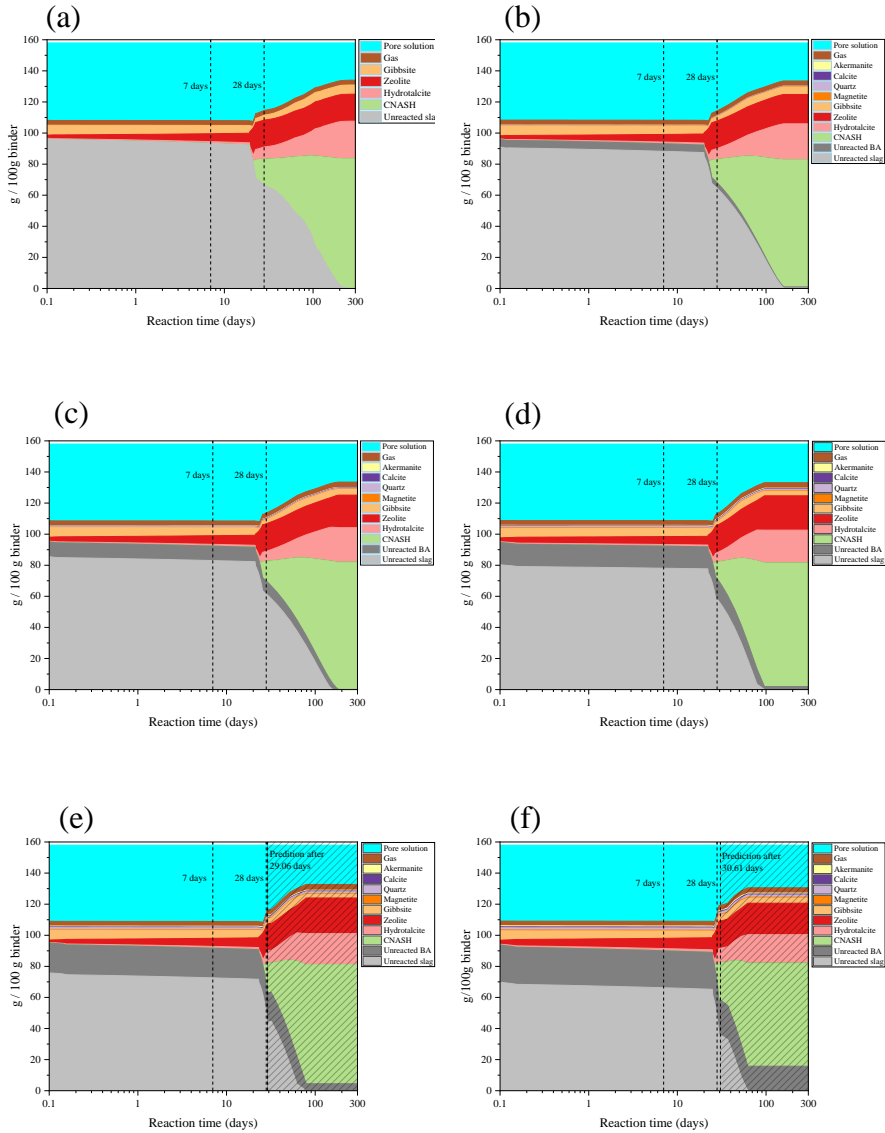 (a)
g / 100g binder
160
140
120
100
80
60
40
20
0
7 days
28 days
0.1
1
10
100
300
Reaction time (days)
Pore solution
Gas
Gibbsite
Zeolite
Hydrotalcite
CNASH
Unreacted slag
(b)
g / 100g binder
160
140
120
100
80
60
40
20
0
7 days
28 days
0.1
1
10
100
300
Reaction time (days)
Pore solution
Gas
Akermanite
Calcite
Quartz
Magnetite
Gibbsite
Zeolite
Hydrotalcite
CNASH
Unreacted BA
Unreacted slag
(c)
g / 100 g binder
160
140
120
100
80
60
40
20
0
7 days
28 days
0.1
1
10
100
300
Reaction time (days)
Pore solution
Gas
Akermanite
Calcite
Quartz
Magnetite
Gibbsite
Zeolite
Hydrotalcite
CNASH
Unreacted BA
Unreacted slag
(d)
g / 100 g binder
160
140
120
100
80
60
40
20
0
7 days
28 days
0.1
1
10
100
300
Reaction time (days)
Pore solution
Gas
Akermanite
Calcite
Quartz
Magnetite
Gibbsite
Zeolite
Hydrotalcite
CNASH
Unreacted BA
Unreacted slag
(e)
g / 100 g binder
160
140
120
100
80
60
40
20
0
7 days
28 days
Predition after
29.06 days
0.1
1
10
100
300
Reaction time (days)
Pore solution
Gas
Akermanite
Calcite
Quartz
Magnetite
Gibbsite
Zeolite
Hydrotalcite
CNASH
Unreacted BA
Unreacted slag
(f)
g/100g binder
160
140
120
100
80
60
40
20
0
7 days
28 days
Prediction after
30.61 days
0.1
1
10
100
300
Reaction time (days)
Pore solution
Gas
Akermanite
Calcite
Quartz
Magnetite
Gibbsite
Zeolite
Hydrotalcite
CNASH
Unreacted BA
Unreacted slag